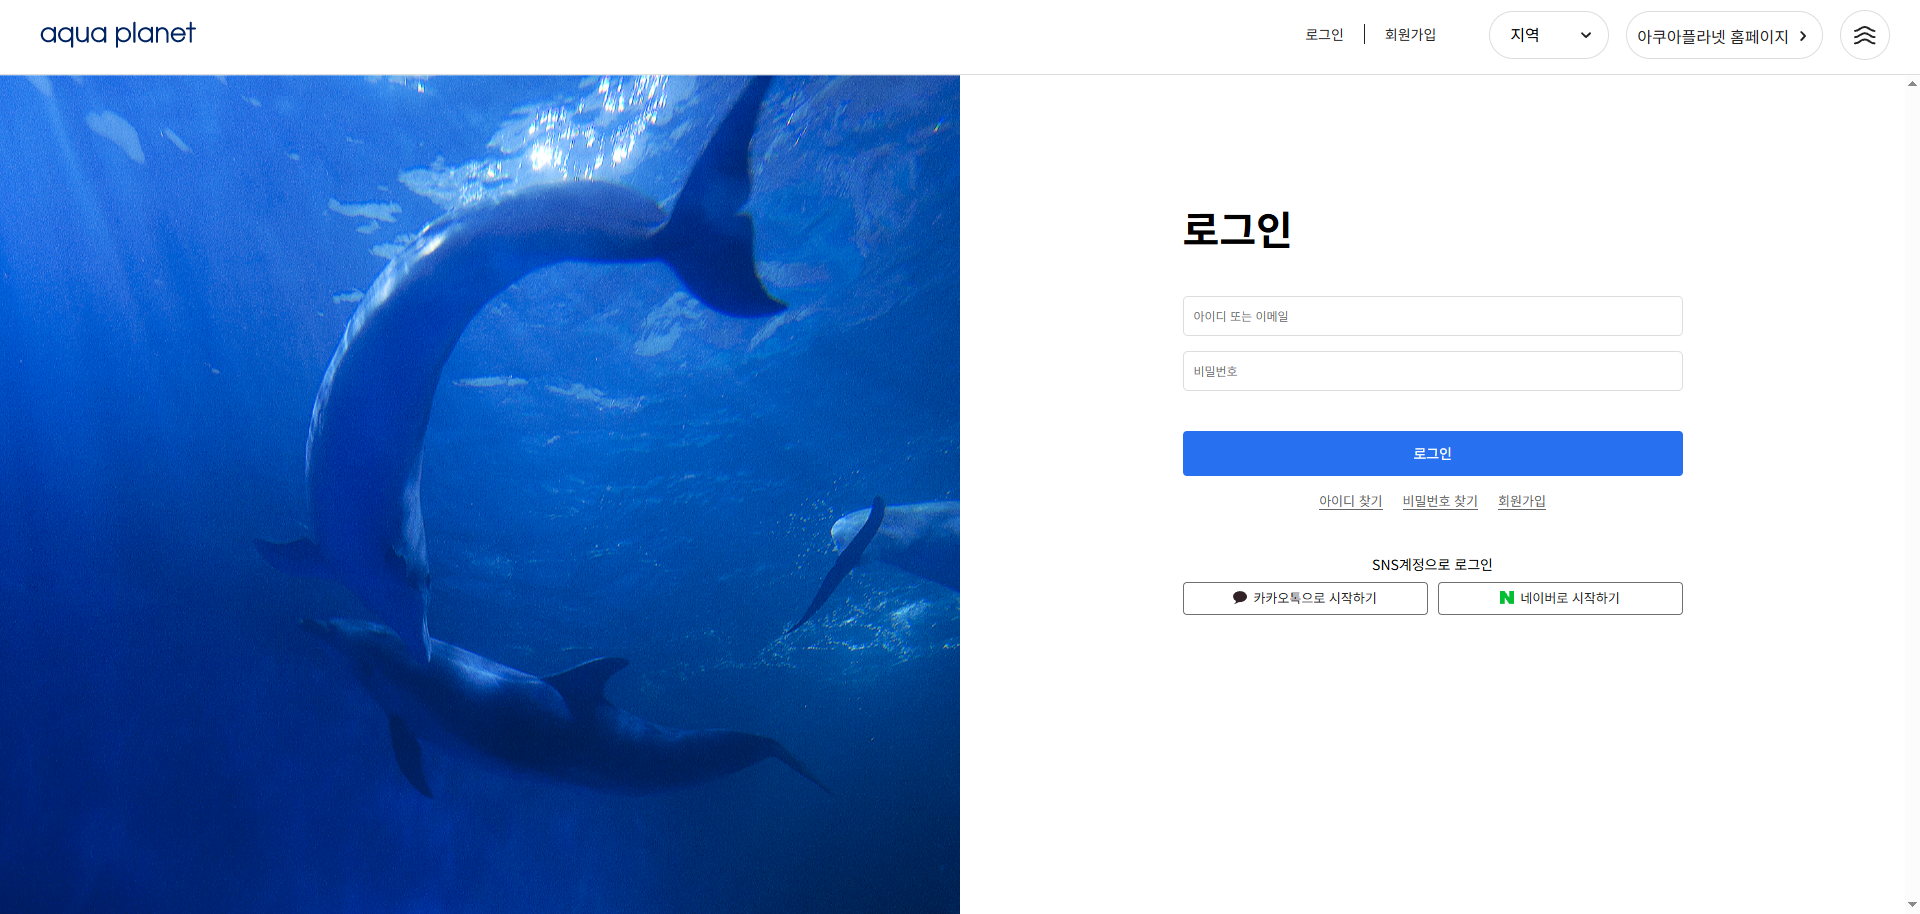 aqua planet
로그인
회원가입
지역
아쿠아플라넷 홈페이지
로그인
아이디 또는 이메일
비밀번호
로그인
아이디 찾기 비밀번호 찾기 회원가입
SNS계정으로 로그인
카카오톡으로 시작하기
네이버로 시작하기